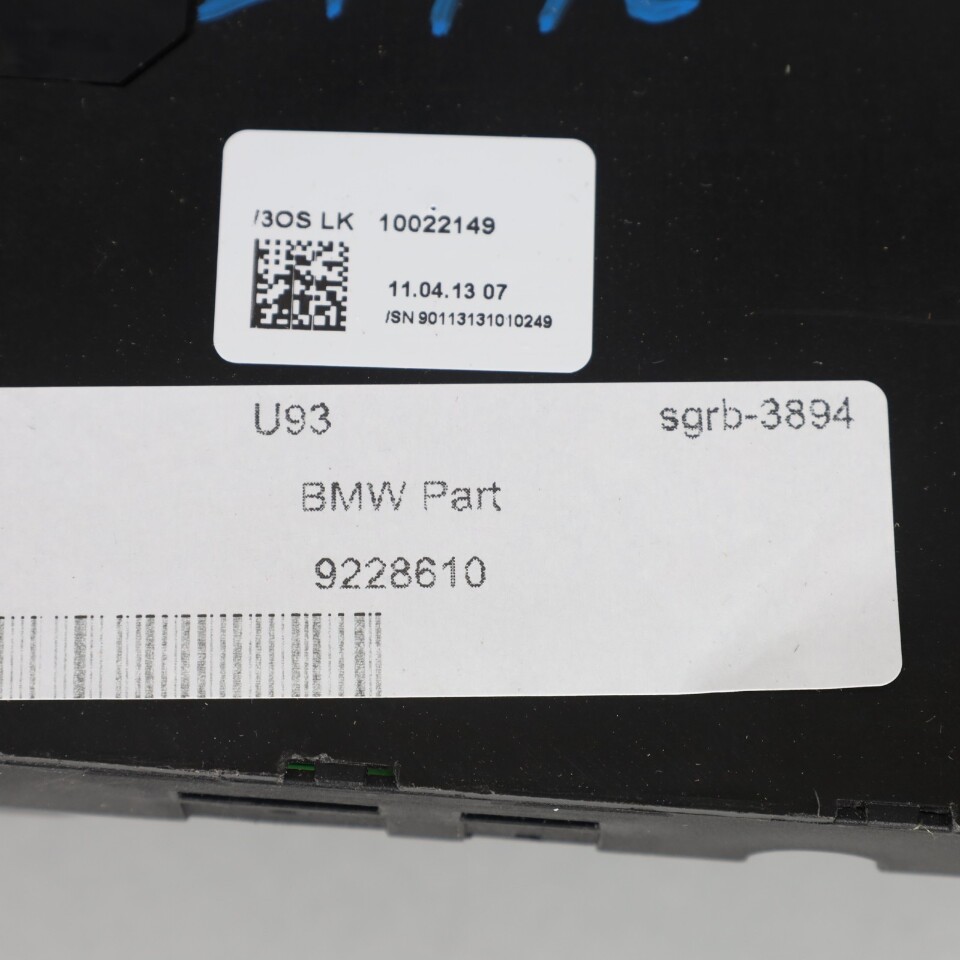 /3OS LK 10022149
11.04.13 07
/SN 90113131010249
U93 sgrb-3894
BMW Part
9228610